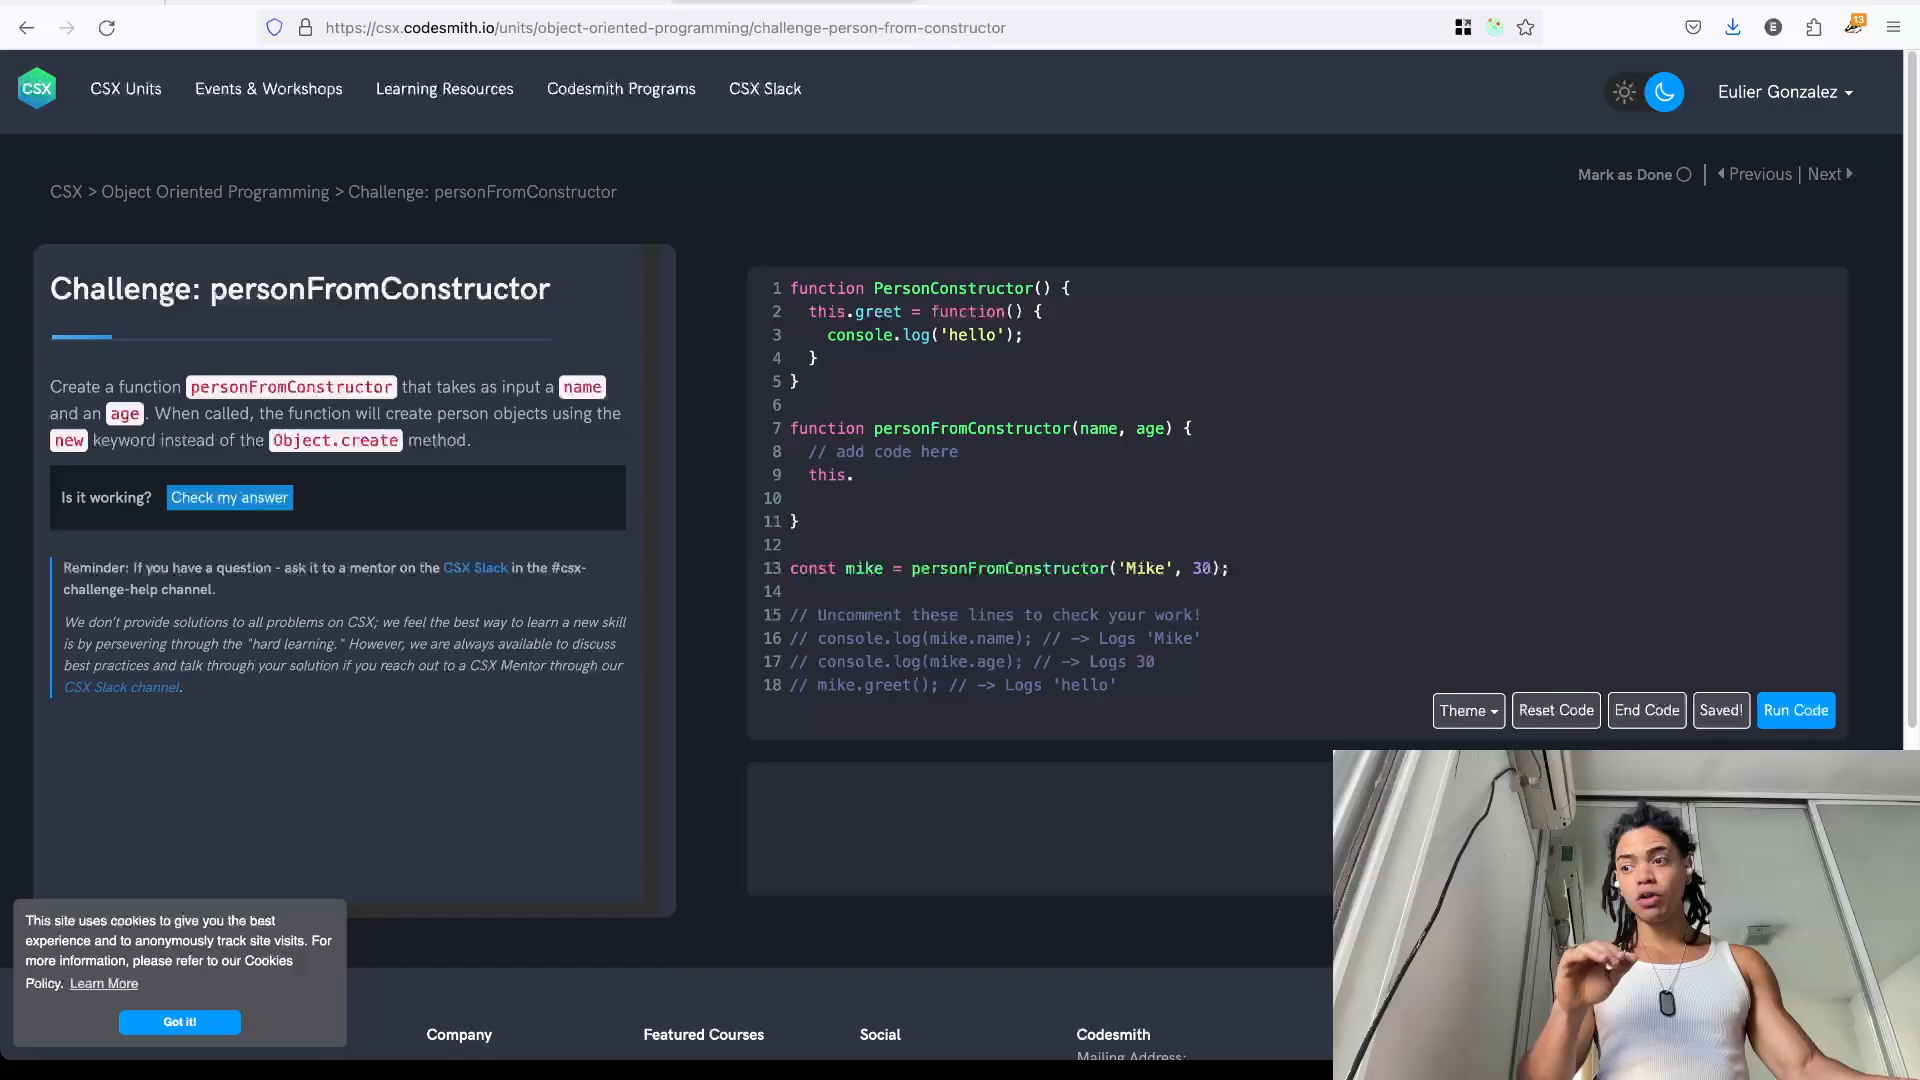 https://csx.codesmith.io/units/object-oriented-programming/challenge-person-from-constructor
13
E
CSX
CSX Units
Events & Workshops
Learning Resources
Codesmith Programs
CSX Slack
Eulier Gonzalez
CSX > Object Oriented Programming > Challenge: personFromConstructor
Mark as Done
Previous | Next
Challenge: personFromConstructor
Create a function personFromConstructor that takes as input a name
and an age. When called, the function will create person objects using the
new keyword instead of the Object.create method.
Is it working? Check my answer
Reminder: If you have a question - ask it to a mentor on the CSX Slack in the #csx-
challenge-help channel.
We don't provide solutions to all problems on CSX; we feel the best way to learn a new skill
is by persevering through the "hard learning." However, we are always available to discuss
best practices and talk through your solution if you reach out to a CSX Mentor through our
CSX Slack channel.
1 function PersonConstructor() {
2 this.greet = function() {
3 console.log('hello');
4 }
5 }
6
7 function personFromConstructor(name, age) {
8 // add code here
9 this.
10
11 }
12
13 const mike = personFromConstructor('Mike', 30);
14
15 // Uncomment these lines to check your work!
16 // console.log(mike.name); // -> Logs 'Mike'
17 // console.log(mike.age); // -> Logs 30
18 // mike.greet(); // -> Logs 'hello'
Theme
Reset Code
End Code
Saved!
Run Code
This site uses cookies to give you the best
experience and to anonymously track site visits. For
more information, please refer to our Cookies
Policy. Learn More
Got it!
Company
Featured Courses
Social
Codesmith
Mailing Address: